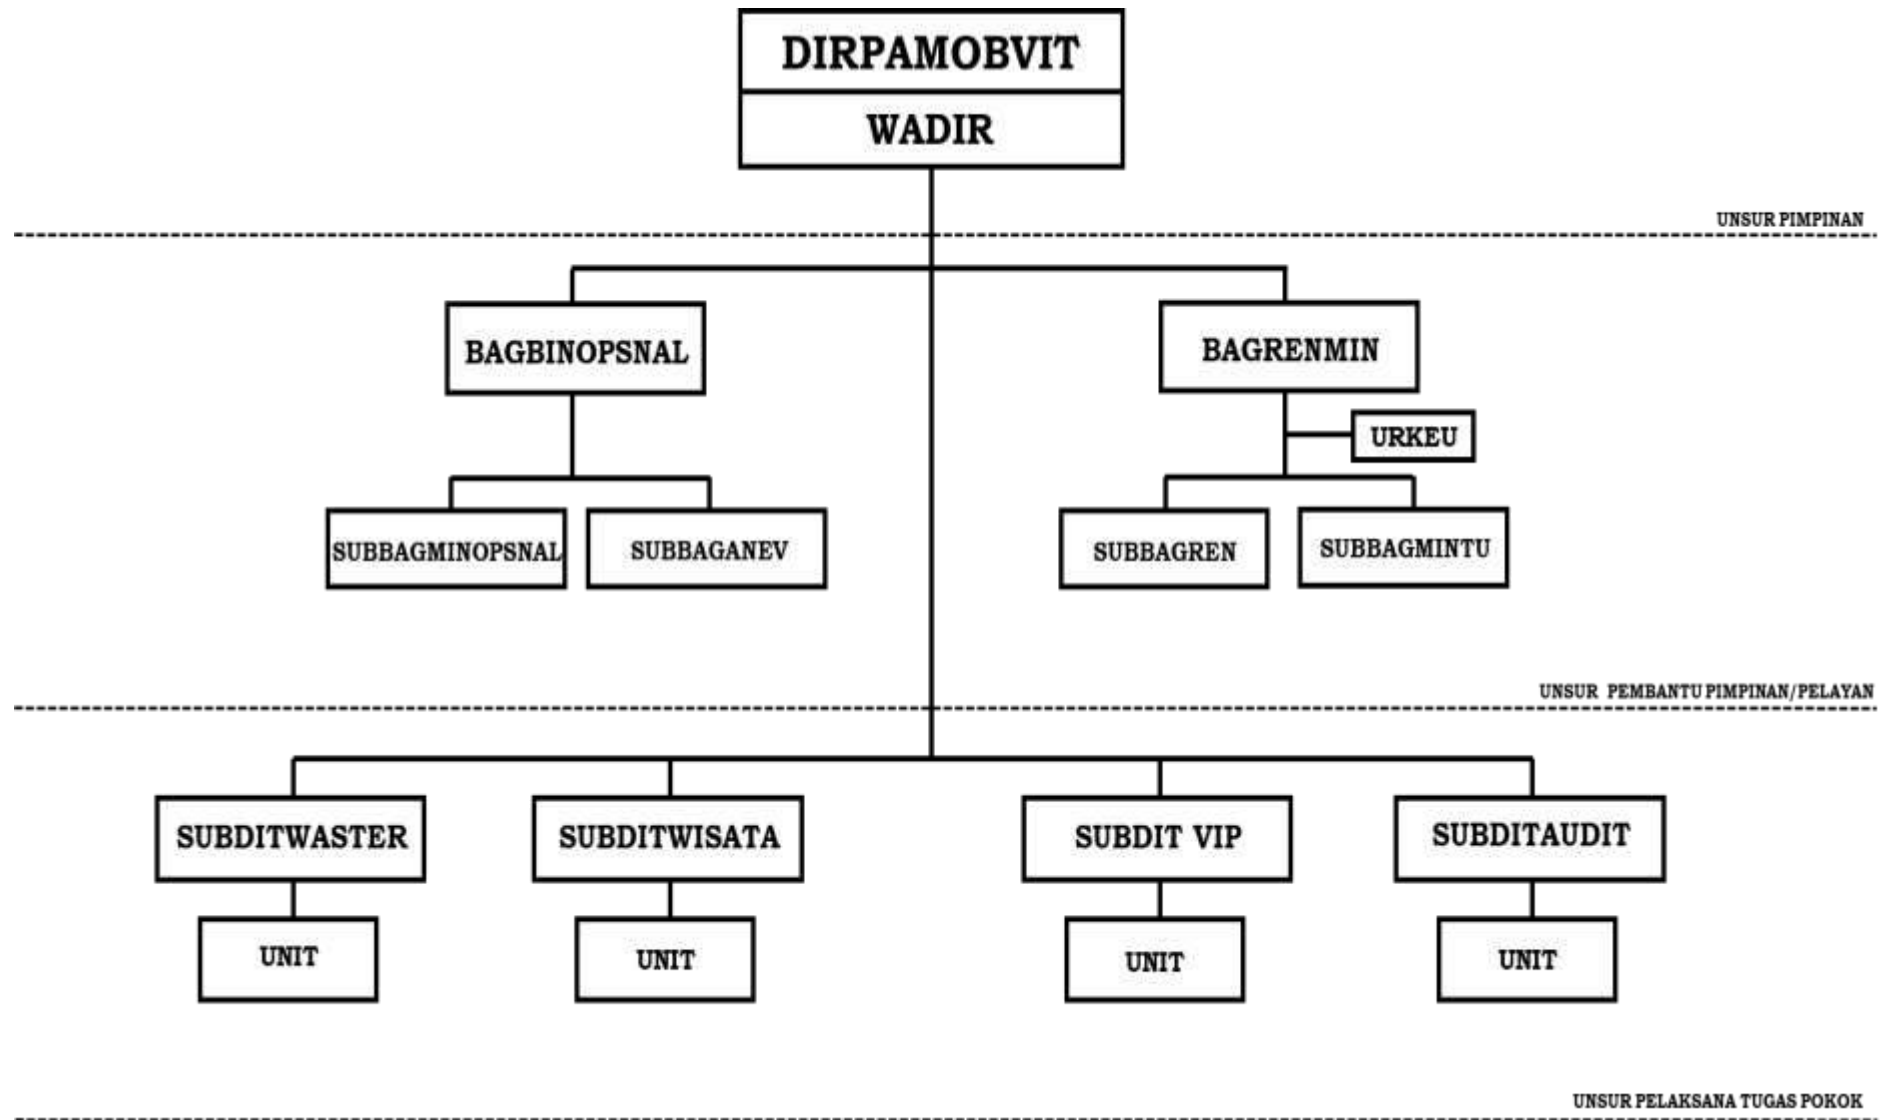 DIRPAMOBVIT
WADIR
UNSUR PIMPINAN
BAGBINOPSNAL
BAGRENMIN
URKEU
SUBBAGMINOPSNAL
SUBBAGANEV
SUBBAGREN
SUBBAGMINTU
UNSUR PEMBANTU PIMPINAN/PELAYAN
SUBDITWASTER
SUBDITWISATA
SUBDIT VIP
SUBDITAUDIT
UNIT
UNIT
UNIT
UNIT
UNSUR PELAKSANA TUGAS POKOK